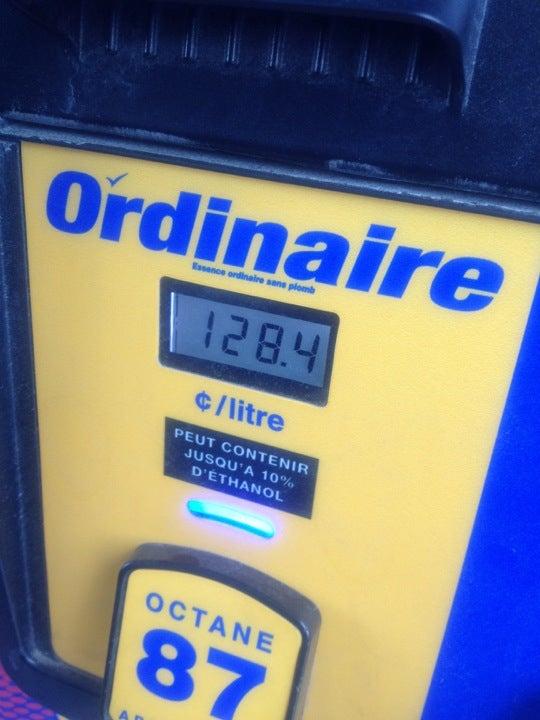 Ordinaire
Essence ordinaire sans plomb
128.4
¢/litre
PEUT CONTENIR
JUSQU'A 10%
D'ÉTHANOL
OCTANE
87